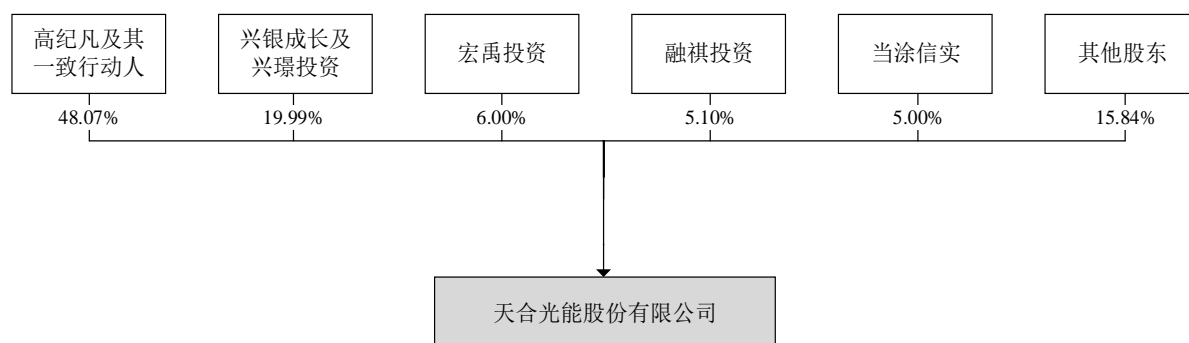 高纪凡及其
一致行动人
兴银成长及
兴璟投资
宏禹投资
融祺投资
当涂信实
其他股东
48.07%
19.99%
6.00%
5.10%
5.00%
15.84%
天合光能股份有限公司